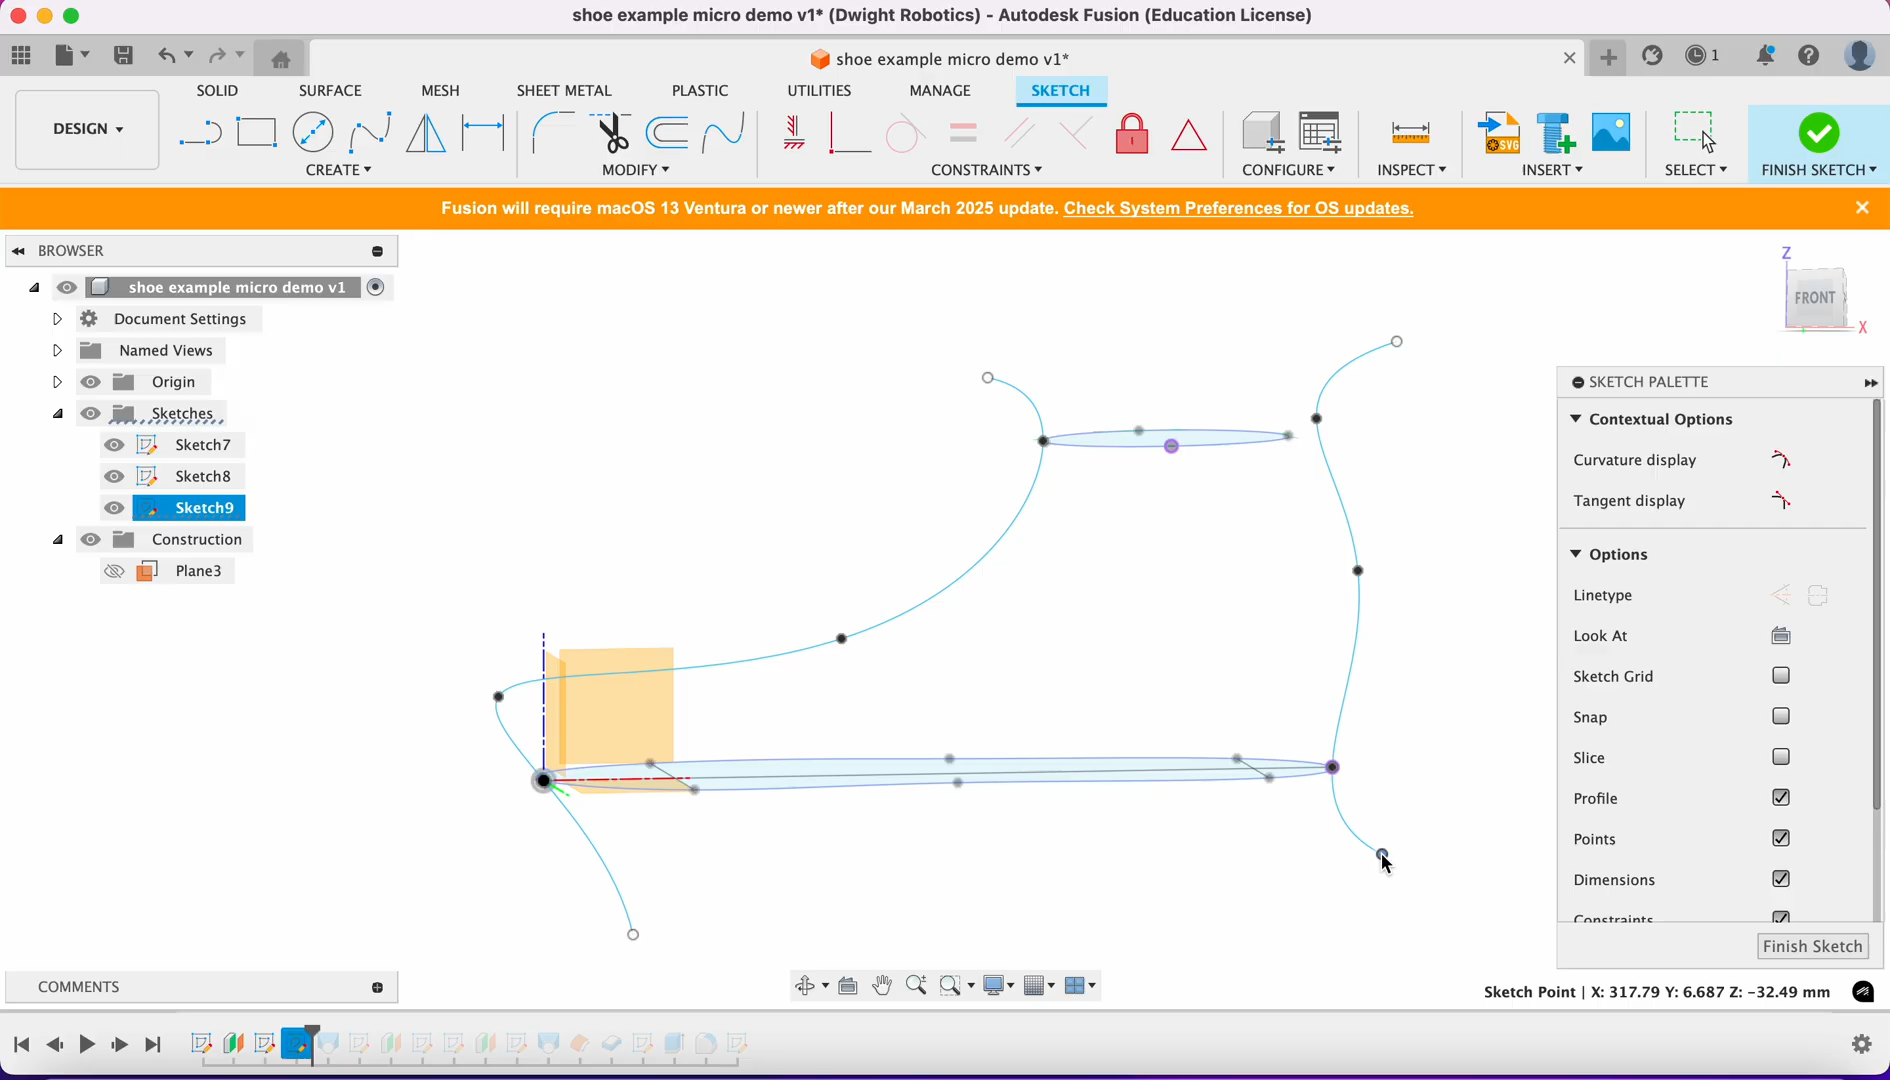 shoe example micro demo v1* (Dwight Robotics) - Autodesk Fusion (Education License)
shoe example micro demo v1*
1
SOLID SURFACE MESH SHEET METAL PLASTIC UTILITIES MANAGE SKETCH
DESIGN
SVG
CREATE MODIFY CONSTRAINTS CONFIGURE INSPECT INSERT SELECT FINISH SKETCH
Fusion will require macOS 13 Ventura or newer after our March 2025 update. Check System Preferences for OS updates.
BROWSER
shoe example micro demo v1
Document Settings
Named Views
Origin
Sketches
Sketch7
Sketch8
Sketch9
Construction
Plane3
Z
FRONT
X
SKETCH PALETTE
Contextual Options
Curvature display
Tangent display
Options
Linetype
Look At
Sketch Grid
Snap
Slice
Profile
Points
Dimensions
Constraints
Finish Sketch
COMMENTS
Sketch Point | X: 317.79 Y: 6.687 Z: -32.49 mm